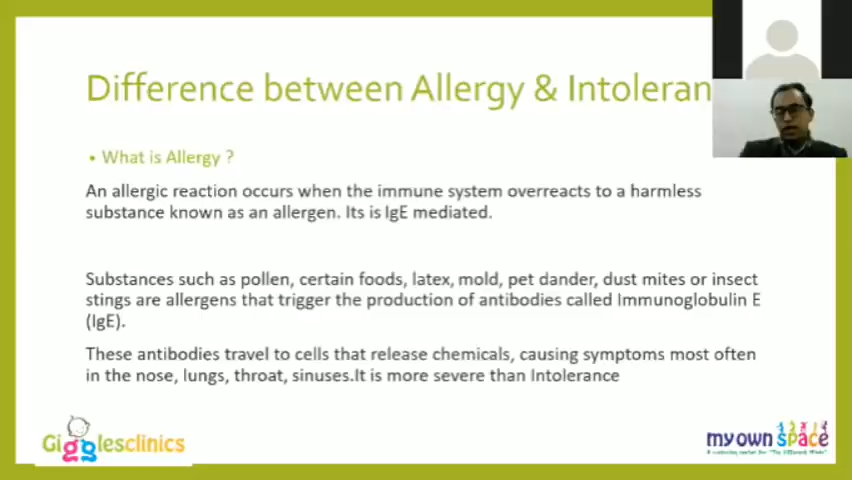 Difference between Allergy & Intoleran
• What is Allergy ?
An allergic reaction occurs when the immune system overreacts to a harmless
substance known as an allergen. Its is IgE mediated.
Substances such as pollen, certain foods, latex, mold, pet dander, dust mites or insect
stings are allergens that trigger the production of antibodies called Immunoglobulin E
(IgE).
These antibodies travel to cells that release chemicals, causing symptoms most often
in the nose, lungs, throat, sinuses.It is more severe than Intolerance
Gigglesclinics
my own space